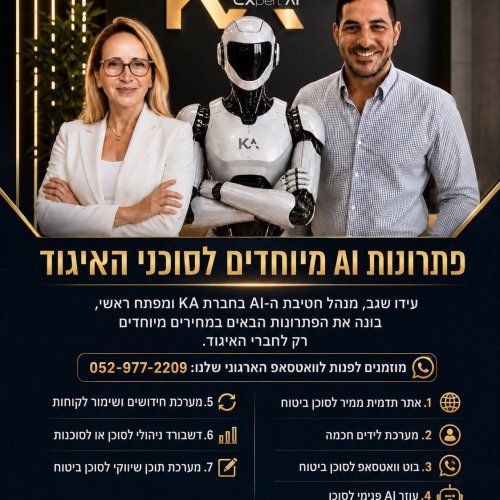 EXpert AI
KA
KA
פתרונות AI מיוחדים לסוכני האיגוד
עידו שגב, מנהל חטיבת ה-AI בחברת KA ומפתח ראשי,
בונה את הפתרונות הבאים במחירים מיוחדים
רק לחברי האיגוד.
מוזמנים לפנות לוואטסאפ הארגוני שלנו: 052-977-2209
1. אתר תדמית ממיר לסוכן ביטוח
2. מערכת לידים חכמה
3. בוט וואטסאפ לסוכן ביטוח
4. עוזר AI פנימי לסוכן
5. מערכת חידושים ושימור לקוחות
6. דשבורד ניהולי לסוכן או לסוכנות
7. מערכת תוכן שיווקי לסוכן ביטוח